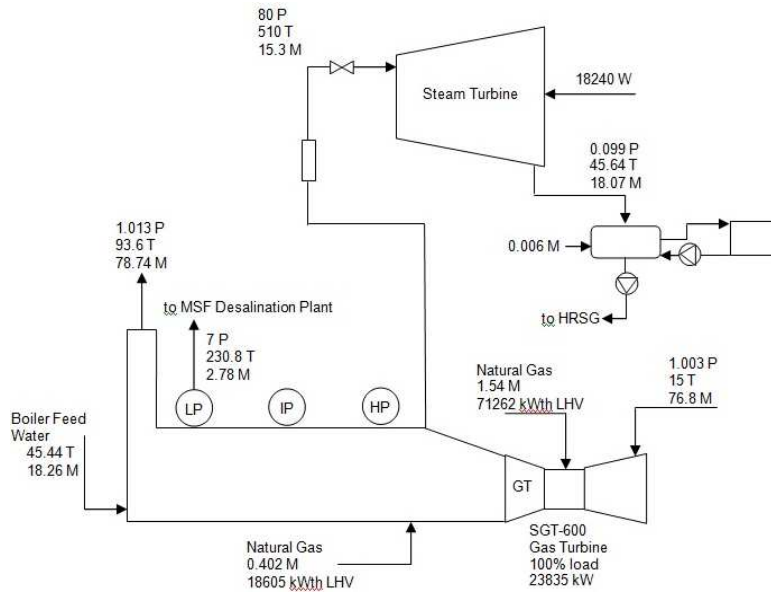 80 P
510 T
15.3 M
Steam Turbine
18240 W
0.099 P
45.64 T
18.07 M
1.013 P
93.6 T
78.74 M
0.006 M
to MSF Desalination Plant
to HRSG
7 P
230.8 T
2.78 M
Natural Gas
1.54 M
71262 kWth LHV
1.003 P
15 T
76.8 M
LP
IP
HP
Boiler Feed
Water
45.44 T
18.26 M
GT
SGT-600
Gas Turbine
100% load
23835 kW
Natural Gas
0.402 M
18605 kWth LHV